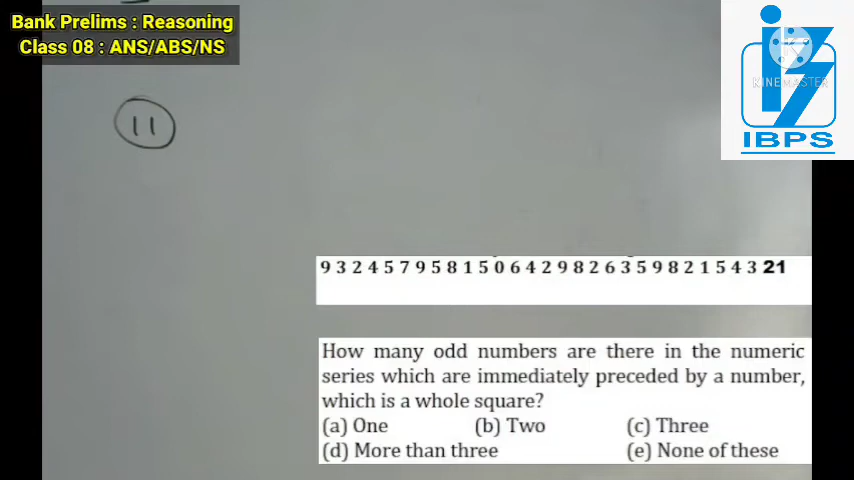 Bank Prelims : Reasoning
Class 08 : ANS/ABS/NS
KINEMASTER
IBPS
11
9 3 2 4 5 7 9 5 8 1 5 0 6 4 2 9 8 2 6 3 5 9 8 2 1 5 4 3 21
How many odd numbers are there in the numeric
series which are immediately preceded by a number,
which is a whole square?
(a) One (b) Two (c) Three
(d) More than three (e) None of these